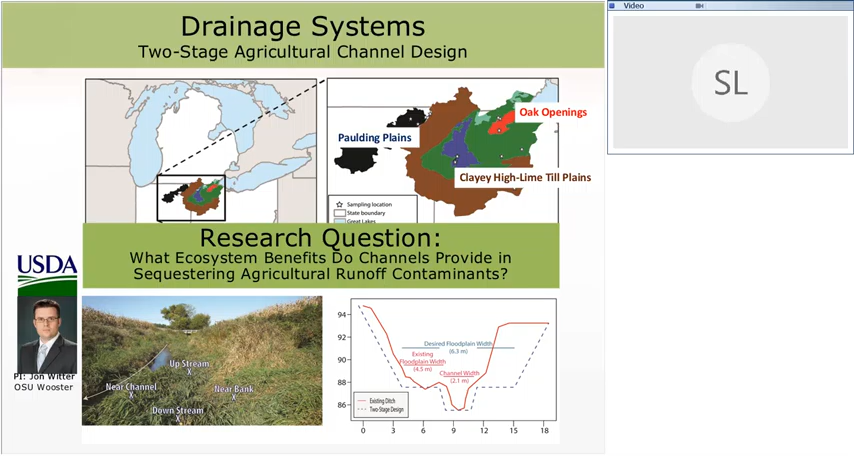 Drainage Systems
Two-Stage Agricultural Channel Design
Video
SL
Oak Openings
Paulding Plains
Clayey High-Lime Till Plains
Sampling location
State boundary
Great Lakes
Research Question:
What Ecosystem Benefits Do Channels Provide in
Sequestering Agricultural Runoff Contaminants?
USDA
PI: Jon Witter
OSU Wooster
Up Stream
X
Near Channel
X
Near Bank
X
Down Stream
X
94
92
90
88
86
Desired Floodplain Width
(6.3 m)
Existing
Floodplain Width
(4.5 m)
Channel Width
(2.1 m)
Existing Ditch
Two-Stage Design
0 3 6 9 12 15 18